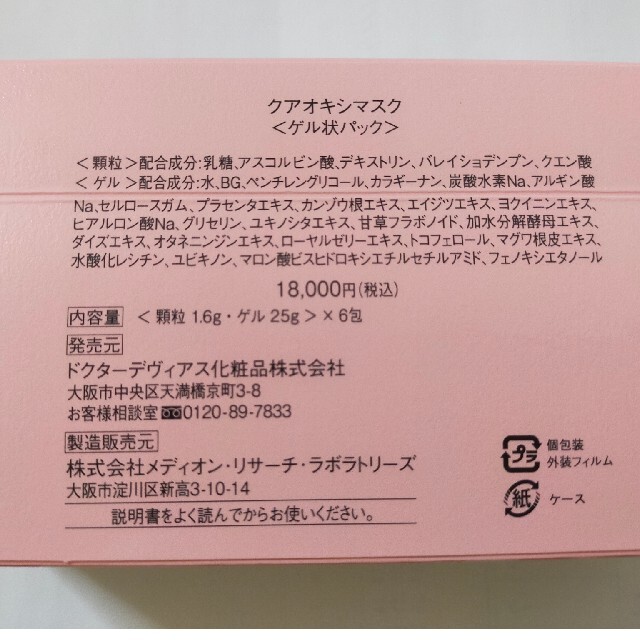 クアオキシマスク
＜ゲル状パック＞
＜顆粒＞配合成分:乳糖、アスコルビン酸、デキストリン、バレイショデンプン、クエン酸
＜ゲル＞配合成分:水、BG、ペンチレングリコール、カラギーナン、炭酸水素Na、アルギン酸
Na、セルロースガム、プラセンタエキス、カンゾウ根エキス、エイジツエキス、ヨクイニンエキス、
ヒアルロン酸Na、グリセリン、ユキノシタエキス、甘草フラボノイド、加水分解酵母エキス、
ダイズエキス、オタネニンジンエキス、ローヤルゼリーエキス、トコフェロール、マグワ根皮エキス、
水酸化レシチン、ユビキノン、マロン酸ビスヒドロキシエチルセチルアミド、フェノキシエタノール
18,000円(税込)
内容量 ＜顆粒 1.6g・ゲル 25g＞×6包
発売元
ドクターデヴィアス化粧品株式会社
大阪市中央区天満橋京町3-8
お客様相談室 0120-89-7833
製造販売元
株式会社メディオン・リサーチ・ラボラトリーズ
大阪市淀川区新高3-10-14
説明書をよく読んでからお使いください。
プラ 個包装
外装フィルム
紙 ケース